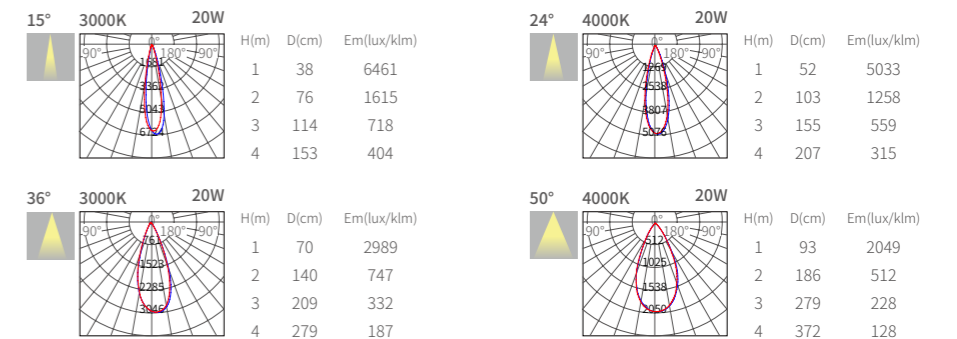 15° 3000K 20W
0°
90° 180° 90°
1681
3362
5043
6724
H(m) D(cm) Em(lux/klm)
1 38 6461
2 76 1615
3 114 718
4 153 404
24° 4000K 20W
0°
90° 180° 90°
1269
2538
3807
5076
H(m) D(cm) Em(lux/klm)
1 52 5033
2 103 1258
3 155 559
4 207 315
36° 3000K 20W
0°
90° 180° 90°
761
1523
2285
3046
H(m) D(cm) Em(lux/klm)
1 70 2989
2 140 747
3 209 332
4 279 187
50° 4000K 20W
0°
90° 180° 90°
512
1025
1538
2050
H(m) D(cm) Em(lux/klm)
1 93 2049
2 186 512
3 279 228
4 372 128